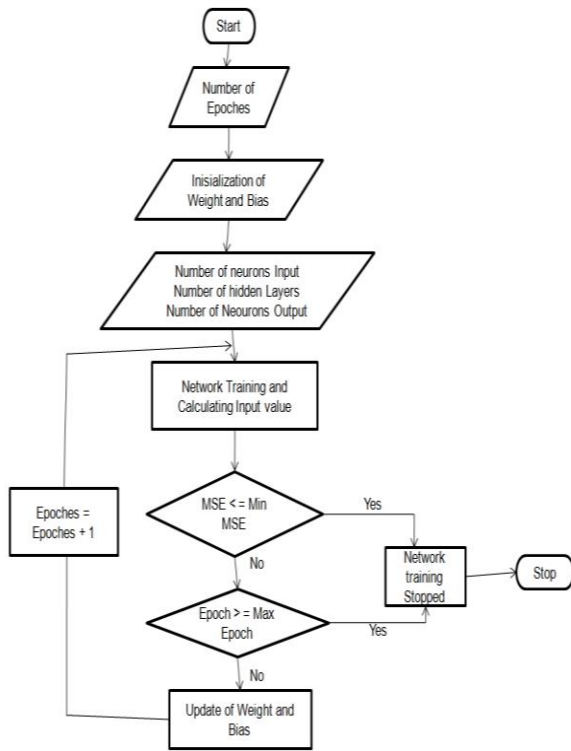 Start
Number of
Epoches
Inisialization of
Weight and Bias
Number of neurons Input
Number of hidden Layers
Number of Neourons Output
Network Training and
Calculating Input value
MSE < = Min
MSE
Yes
No
Epoches =
Epoches + 1
Network
training
Stopped
Stop
Epoch > = Max
Epoch
Yes
No
Update of Weight and
Bias